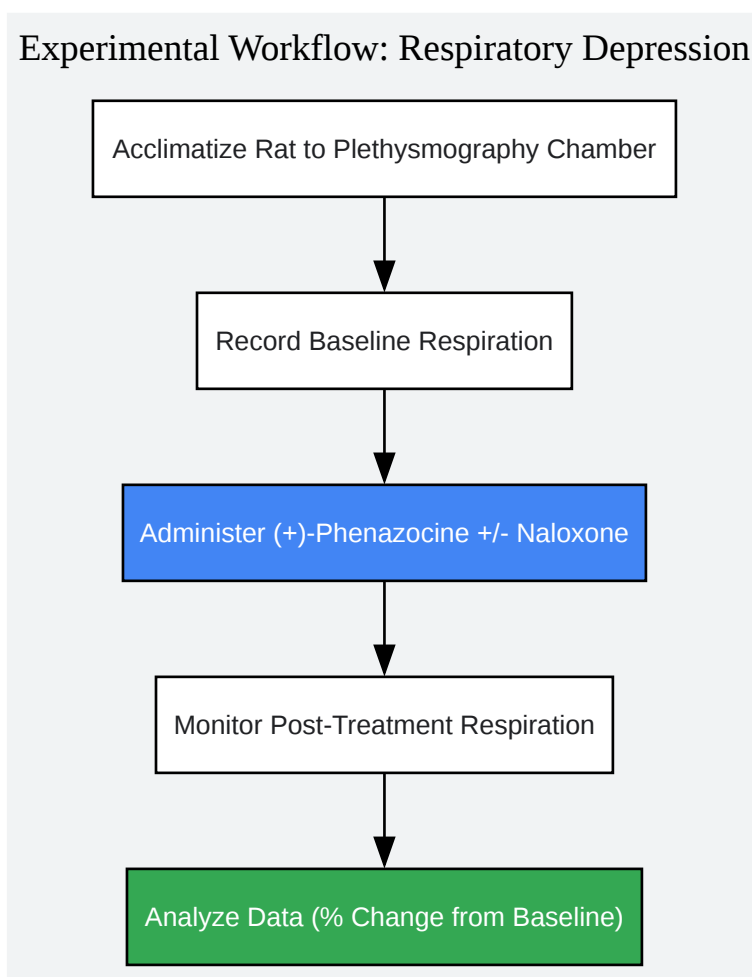 Experimental Workflow: Respiratory Depression
Acclimatize Rat to Plethysmography Chamber
Record Baseline Respiration
Administer (+)-Phenazocine +/- Naloxone
Monitor Post-Treatment Respiration
Analyze Data (% Change from Baseline)